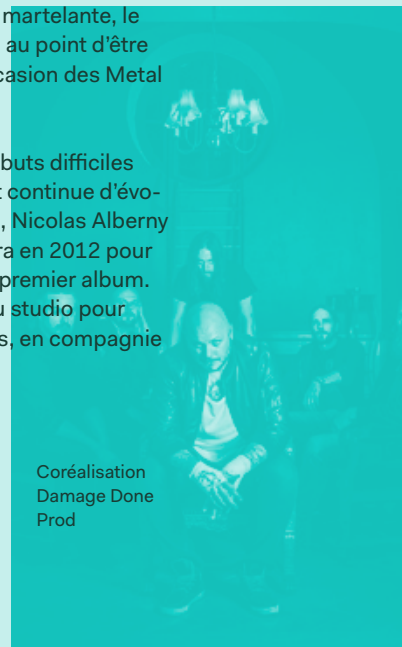 martelante, le
au point d’être
casion des Metal
buts difficiles
t continue d’évo-
, Nicolas Alberny
ra en 2012 pour
premier album.
u studio pour
s, en compagnie
Coréalisation
Damage Done
Prod